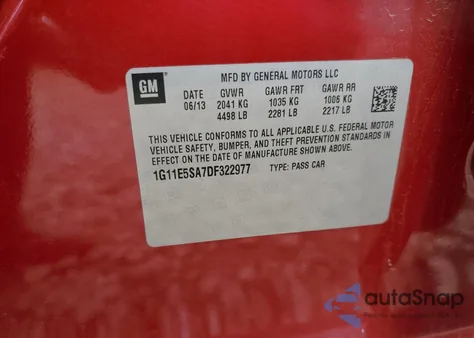 GM
MFD BY GENERAL MOTORS LLC
DATE GVWR GAWR FRT GAWR RR
06/13 2041 KG 1035 KG 1006 KG
4498 LB 2281 LB 2217 LB
THIS VEHICLE CONFORMS TO ALL APPLICABLE U.S. FEDERAL MOTOR
VEHICLE SAFETY, BUMPER, AND THEFT PREVENTION STANDARDS IN
EFFECT ON THE DATE OF MANUFACTURE SHOWN ABOVE.
1G11E5SA7DF322977 TYPE: PASS CAR
autoSnap